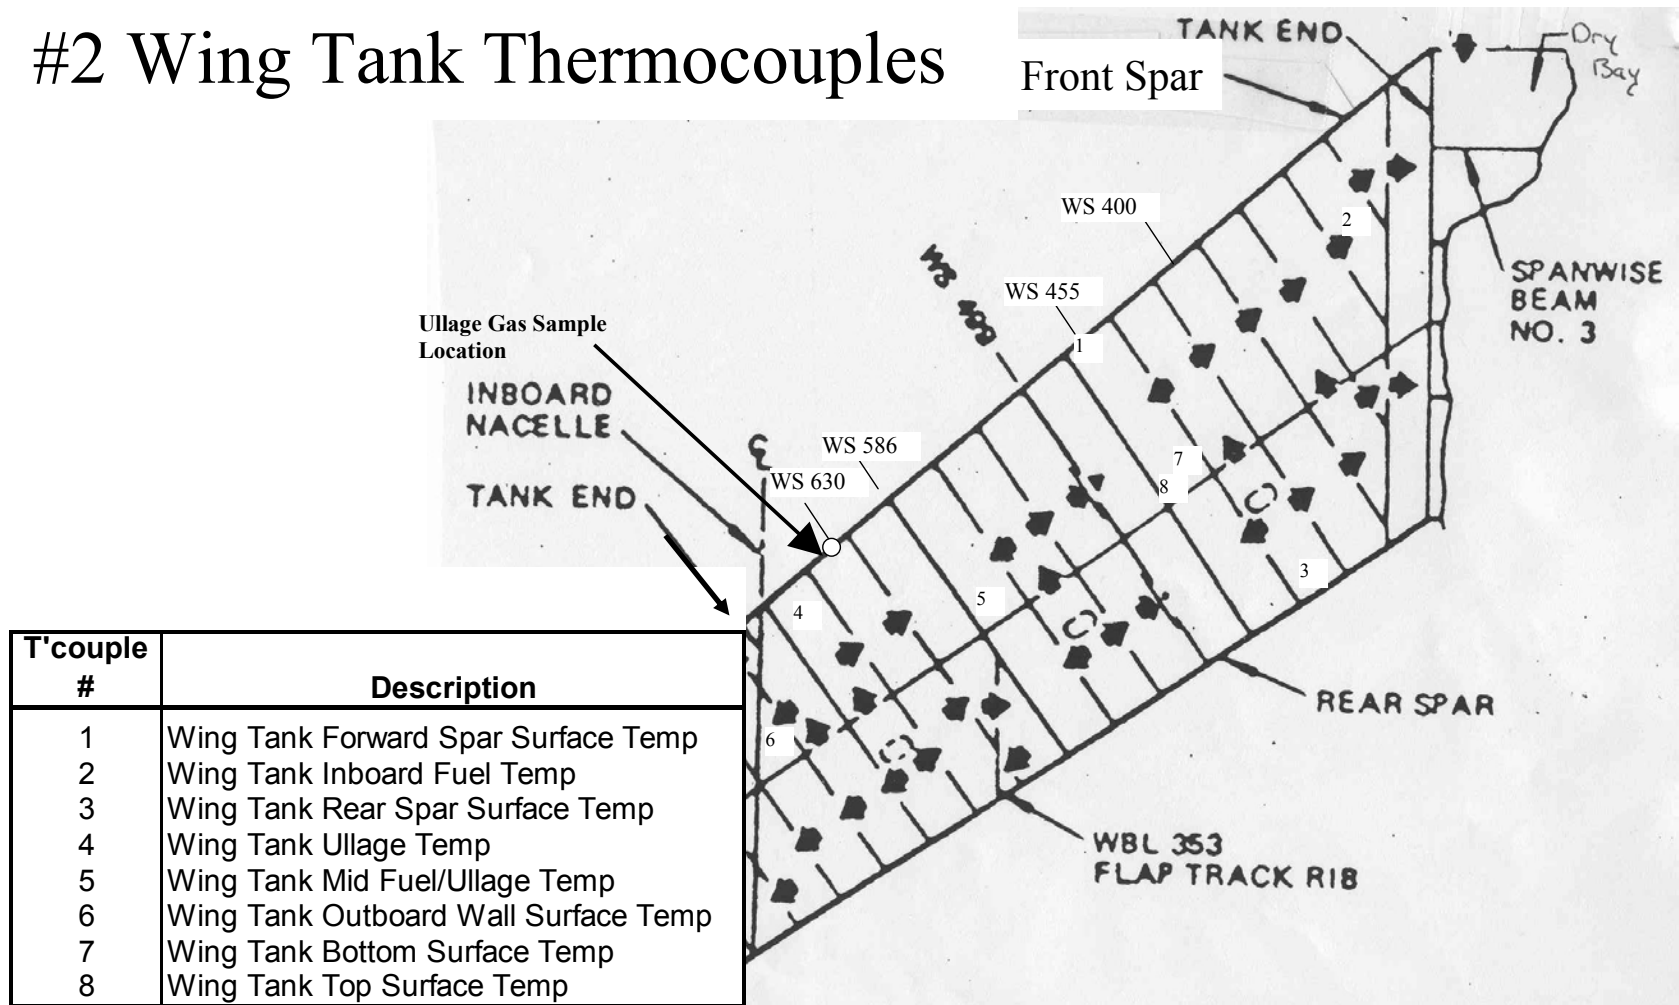 #2 Wing Tank Thermocouples
TANK END
Front Spar
Dry
Bay
WS 400
SPANWISE
BEAM
NO. 3
2
WS 455
1
Ullage Gas Sample
Location
INBOARD
NACELLE
℄
WS 586
WS 630
TANK END
7
8
3
5
4
6
REAR SPAR
WBL 353
FLAP TRACK RIB
T'couple
# Description
1 Wing Tank Forward Spar Surface Temp
2 Wing Tank Inboard Fuel Temp
3 Wing Tank Rear Spar Surface Temp
4 Wing Tank Ullage Temp
5 Wing Tank Mid Fuel/Ullage Temp
6 Wing Tank Outboard Wall Surface Temp
7 Wing Tank Bottom Surface Temp
8 Wing Tank Top Surface Temp